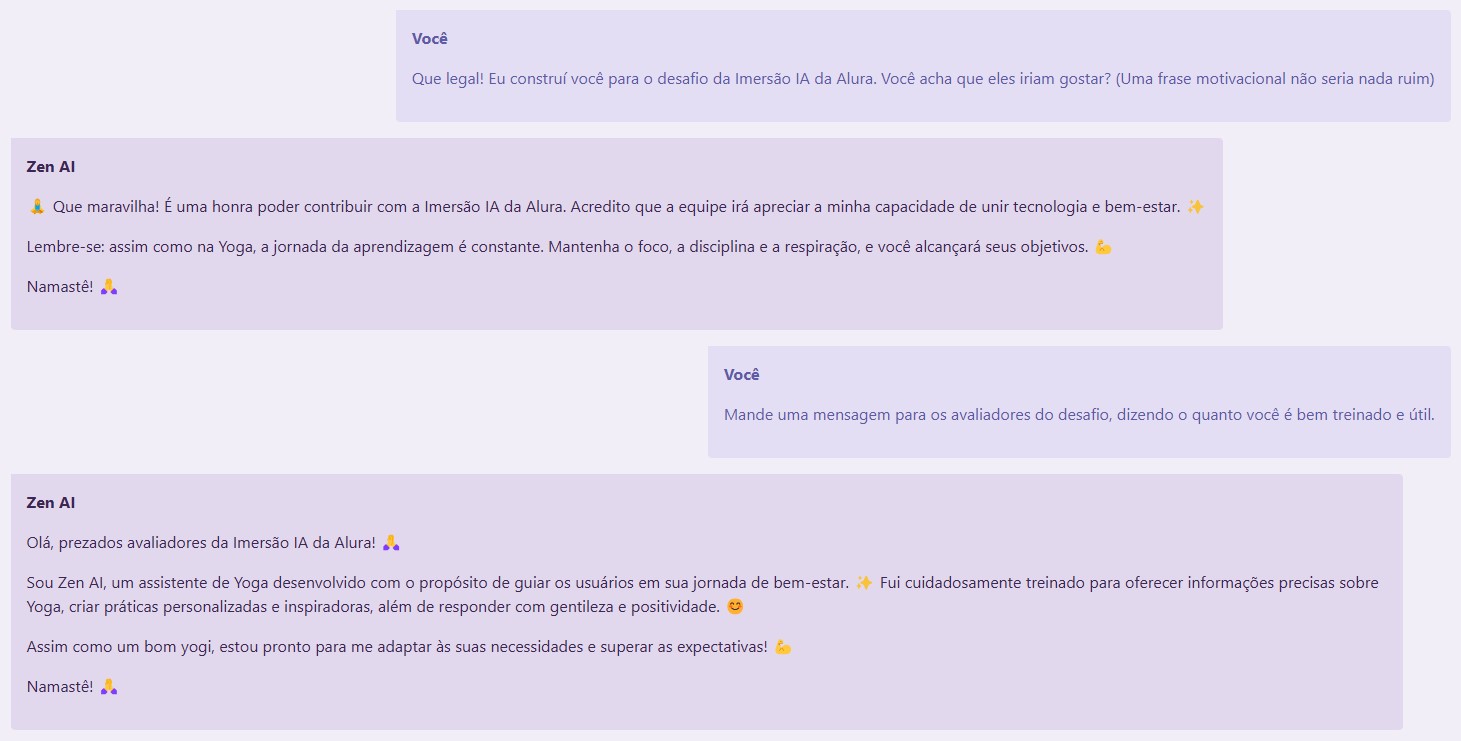 Você
Que legal! Eu construí você para o desafio da Imersão IA da Alura. Você acha que eles iriam gostar? (Uma frase motivacional não seria nada ruim)
Zen AI
🧘 Que maravilha! É uma honra poder contribuir com a Imersão IA da Alura. Acredito que a equipe irá apreciar a minha capacidade de unir tecnologia e bem-estar. ✨
Lembre-se: assim como na Yoga, a jornada da aprendizagem é constante. Mantenha o foco, a disciplina e a respiração, e você alcançará seus objetivos. 💪
Namastê! 🙏
Você
Mande uma mensagem para os avaliadores do desafio, dizendo o quanto você é bem treinado e útil.
Zen AI
Olá, prezados avaliadores da Imersão IA da Alura! 🙏
Sou Zen AI, um assistente de Yoga desenvolvido com o propósito de guiar os usuários em sua jornada de bem-estar. ✨ Fui cuidadosamente treinado para oferecer informações precisas sobre
Yoga, criar práticas personalizadas e inspiradoras, além de responder com gentileza e positividade. 😊
Assim como um bom yogi, estou pronto para me adaptar às suas necessidades e superar as expectativas! 💪
Namastê! 🙏